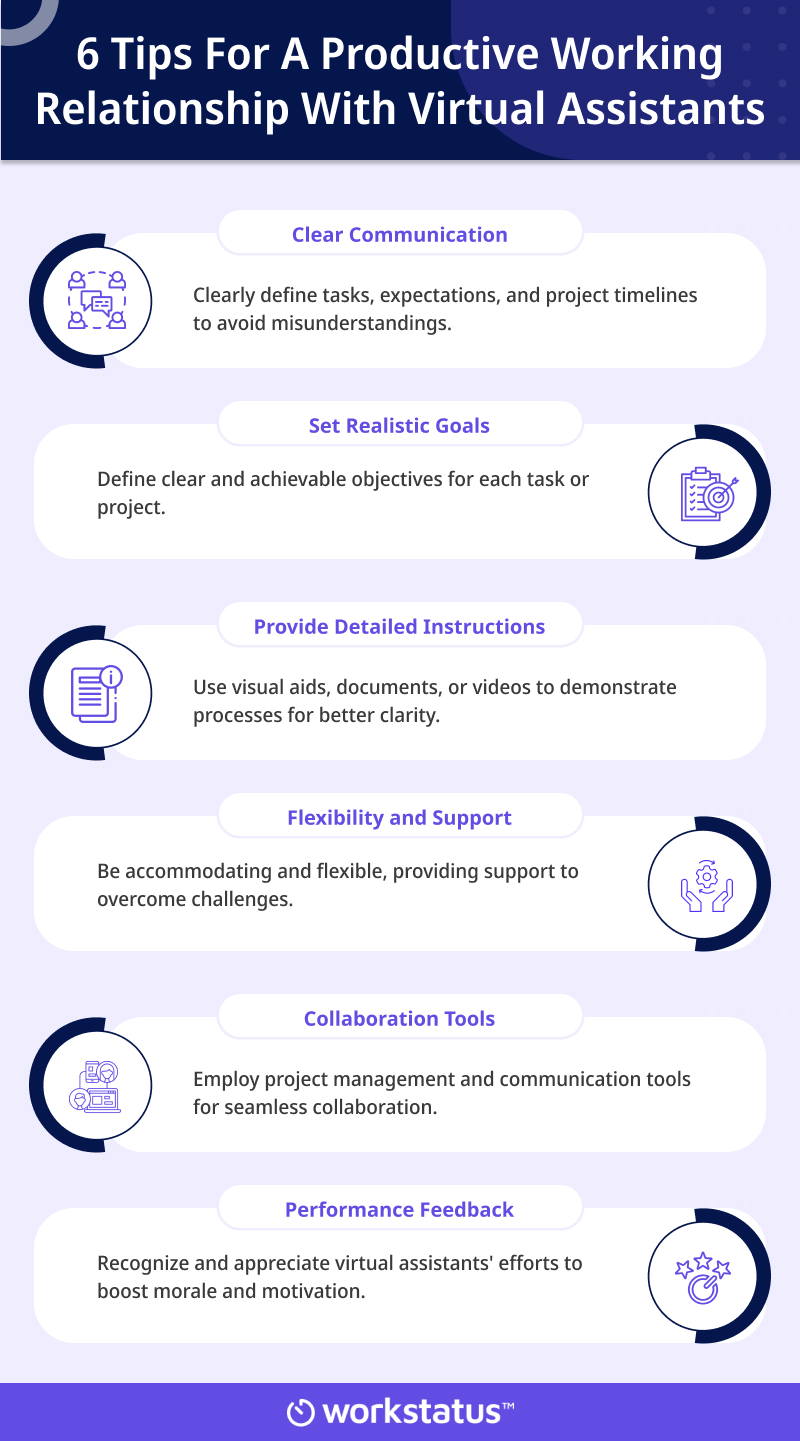 6 Tips For A Productive Working
Relationship With Virtual Assistants
Clear Communication
Clearly define tasks, expectations, and project timelines
to avoid misunderstandings.
Set Realistic Goals
Define clear and achievable objectives for each task or
project.
Provide Detailed Instructions
Use visual aids, documents, or videos to demonstrate
processes for better clarity.
Flexibility and Support
Be accommodating and flexible, providing support to
overcome challenges.
Collaboration Tools
Employ project management and communication tools
for seamless collaboration.
Performance Feedback
Recognize and appreciate virtual assistants' efforts to
boost morale and motivation.
workstatus™